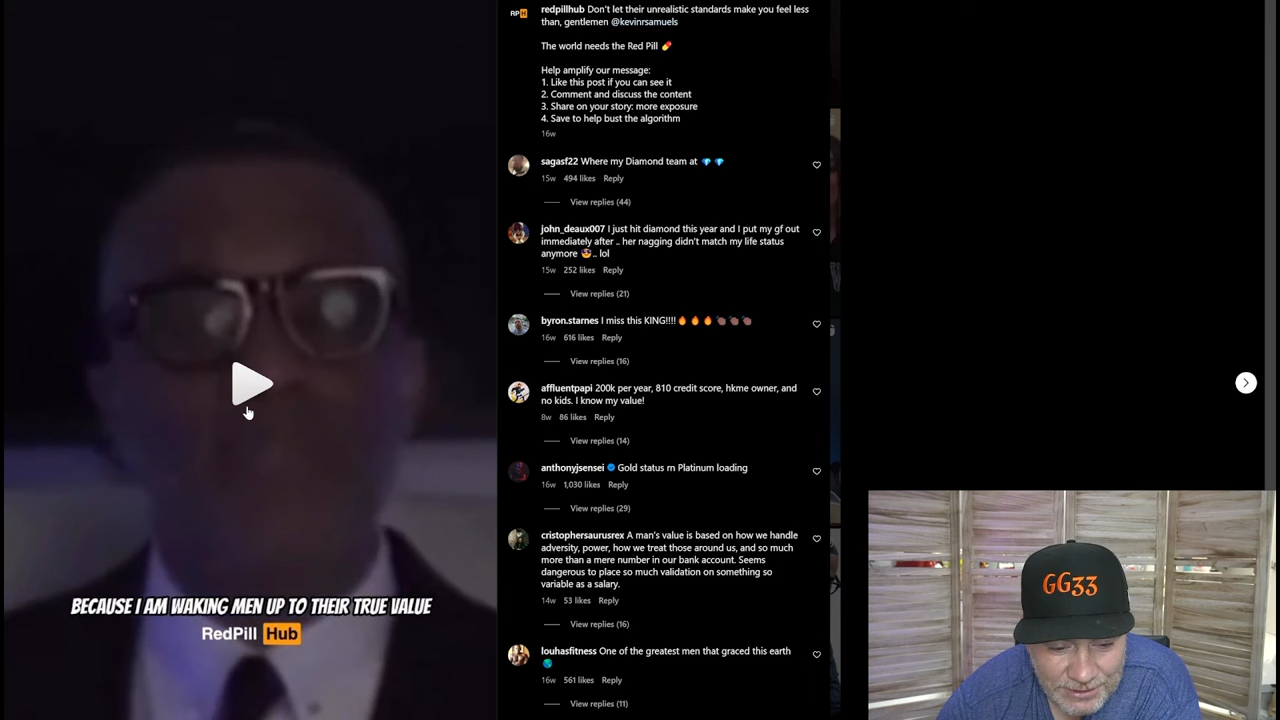 RPH
redpillhub Don't let their unrealistic standards make you feel less
than, gentlemen @kevinrsamuels
The world needs the Red Pill 💊
Help amplify our message:
1. Like this post if you can see it
2. Comment and discuss the content
3. Share on your story: more exposure
4. Save to help bust the algorithm
16w
sagasf22 Where my Diamond team at 💎 💎
15w 494 likes Reply
View replies (44)
john_deaux007 I just hit diamond this year and I put my gf out
immediately after .. her nagging didn't match my life status
anymore .. lol
15w 252 likes Reply
View replies (21)
byron.starnes I miss this KING!!!!🔥🔥🔥
16w 616 likes Reply
View replies (16)
affluentpapi 200k per year, 810 credit score, hkme owner, and
no kids. I know my value!
8w 86 likes Reply
View replies (14)
anthonyjsensei Gold status rn Platinum loading
16w 1,030 likes Reply
View replies (29)
cristophersaurusrex A man's value is based on how we handle
adversity, power, how we treat those around us, and so much
more than a mere number in our bank account. Seems
dangerous to place so much validation on something so
variable as a salary.
14w 53 likes Reply
View replies (16)
louhasfitness One of the greatest men that graced this earth
🌎
16w 561 likes Reply
View replies (11)
BECAUSE I AM WAKING MEN UP TO THEIR TRUE VALUE
RedPill Hub
GG33